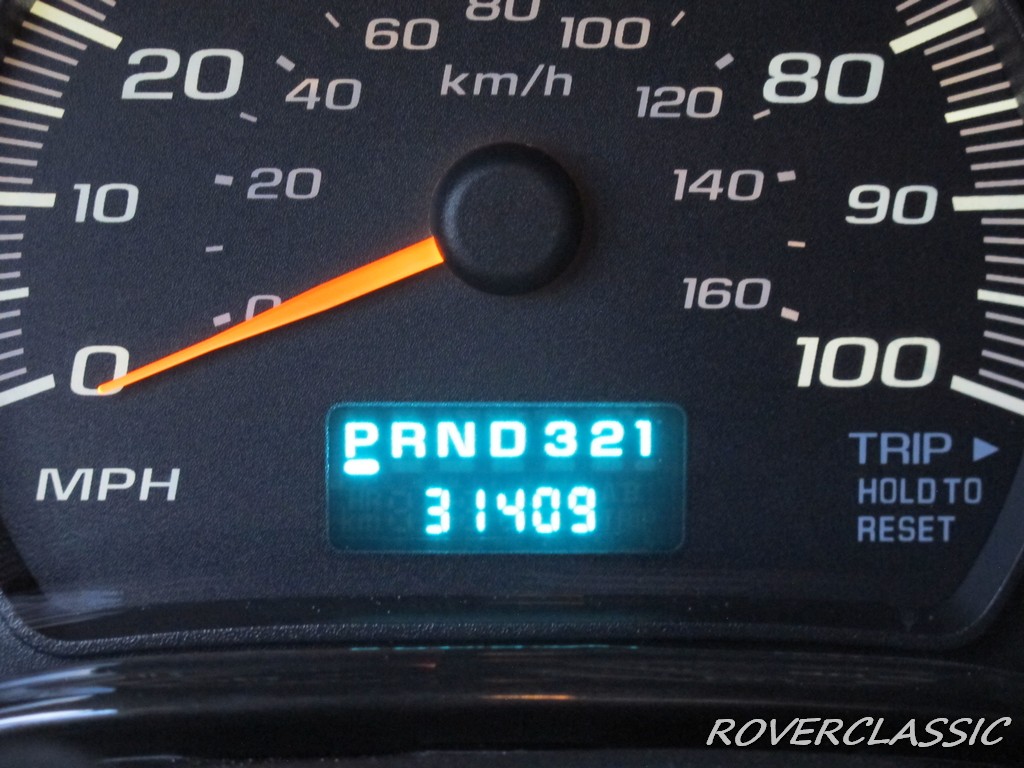 80
60 100
20 40 km/h 120 80
10 20 140 90
0 0 160 100
PRND321
31409
MPH
TRIP ▶
HOLD TO
RESET
ROVERCLASSIC